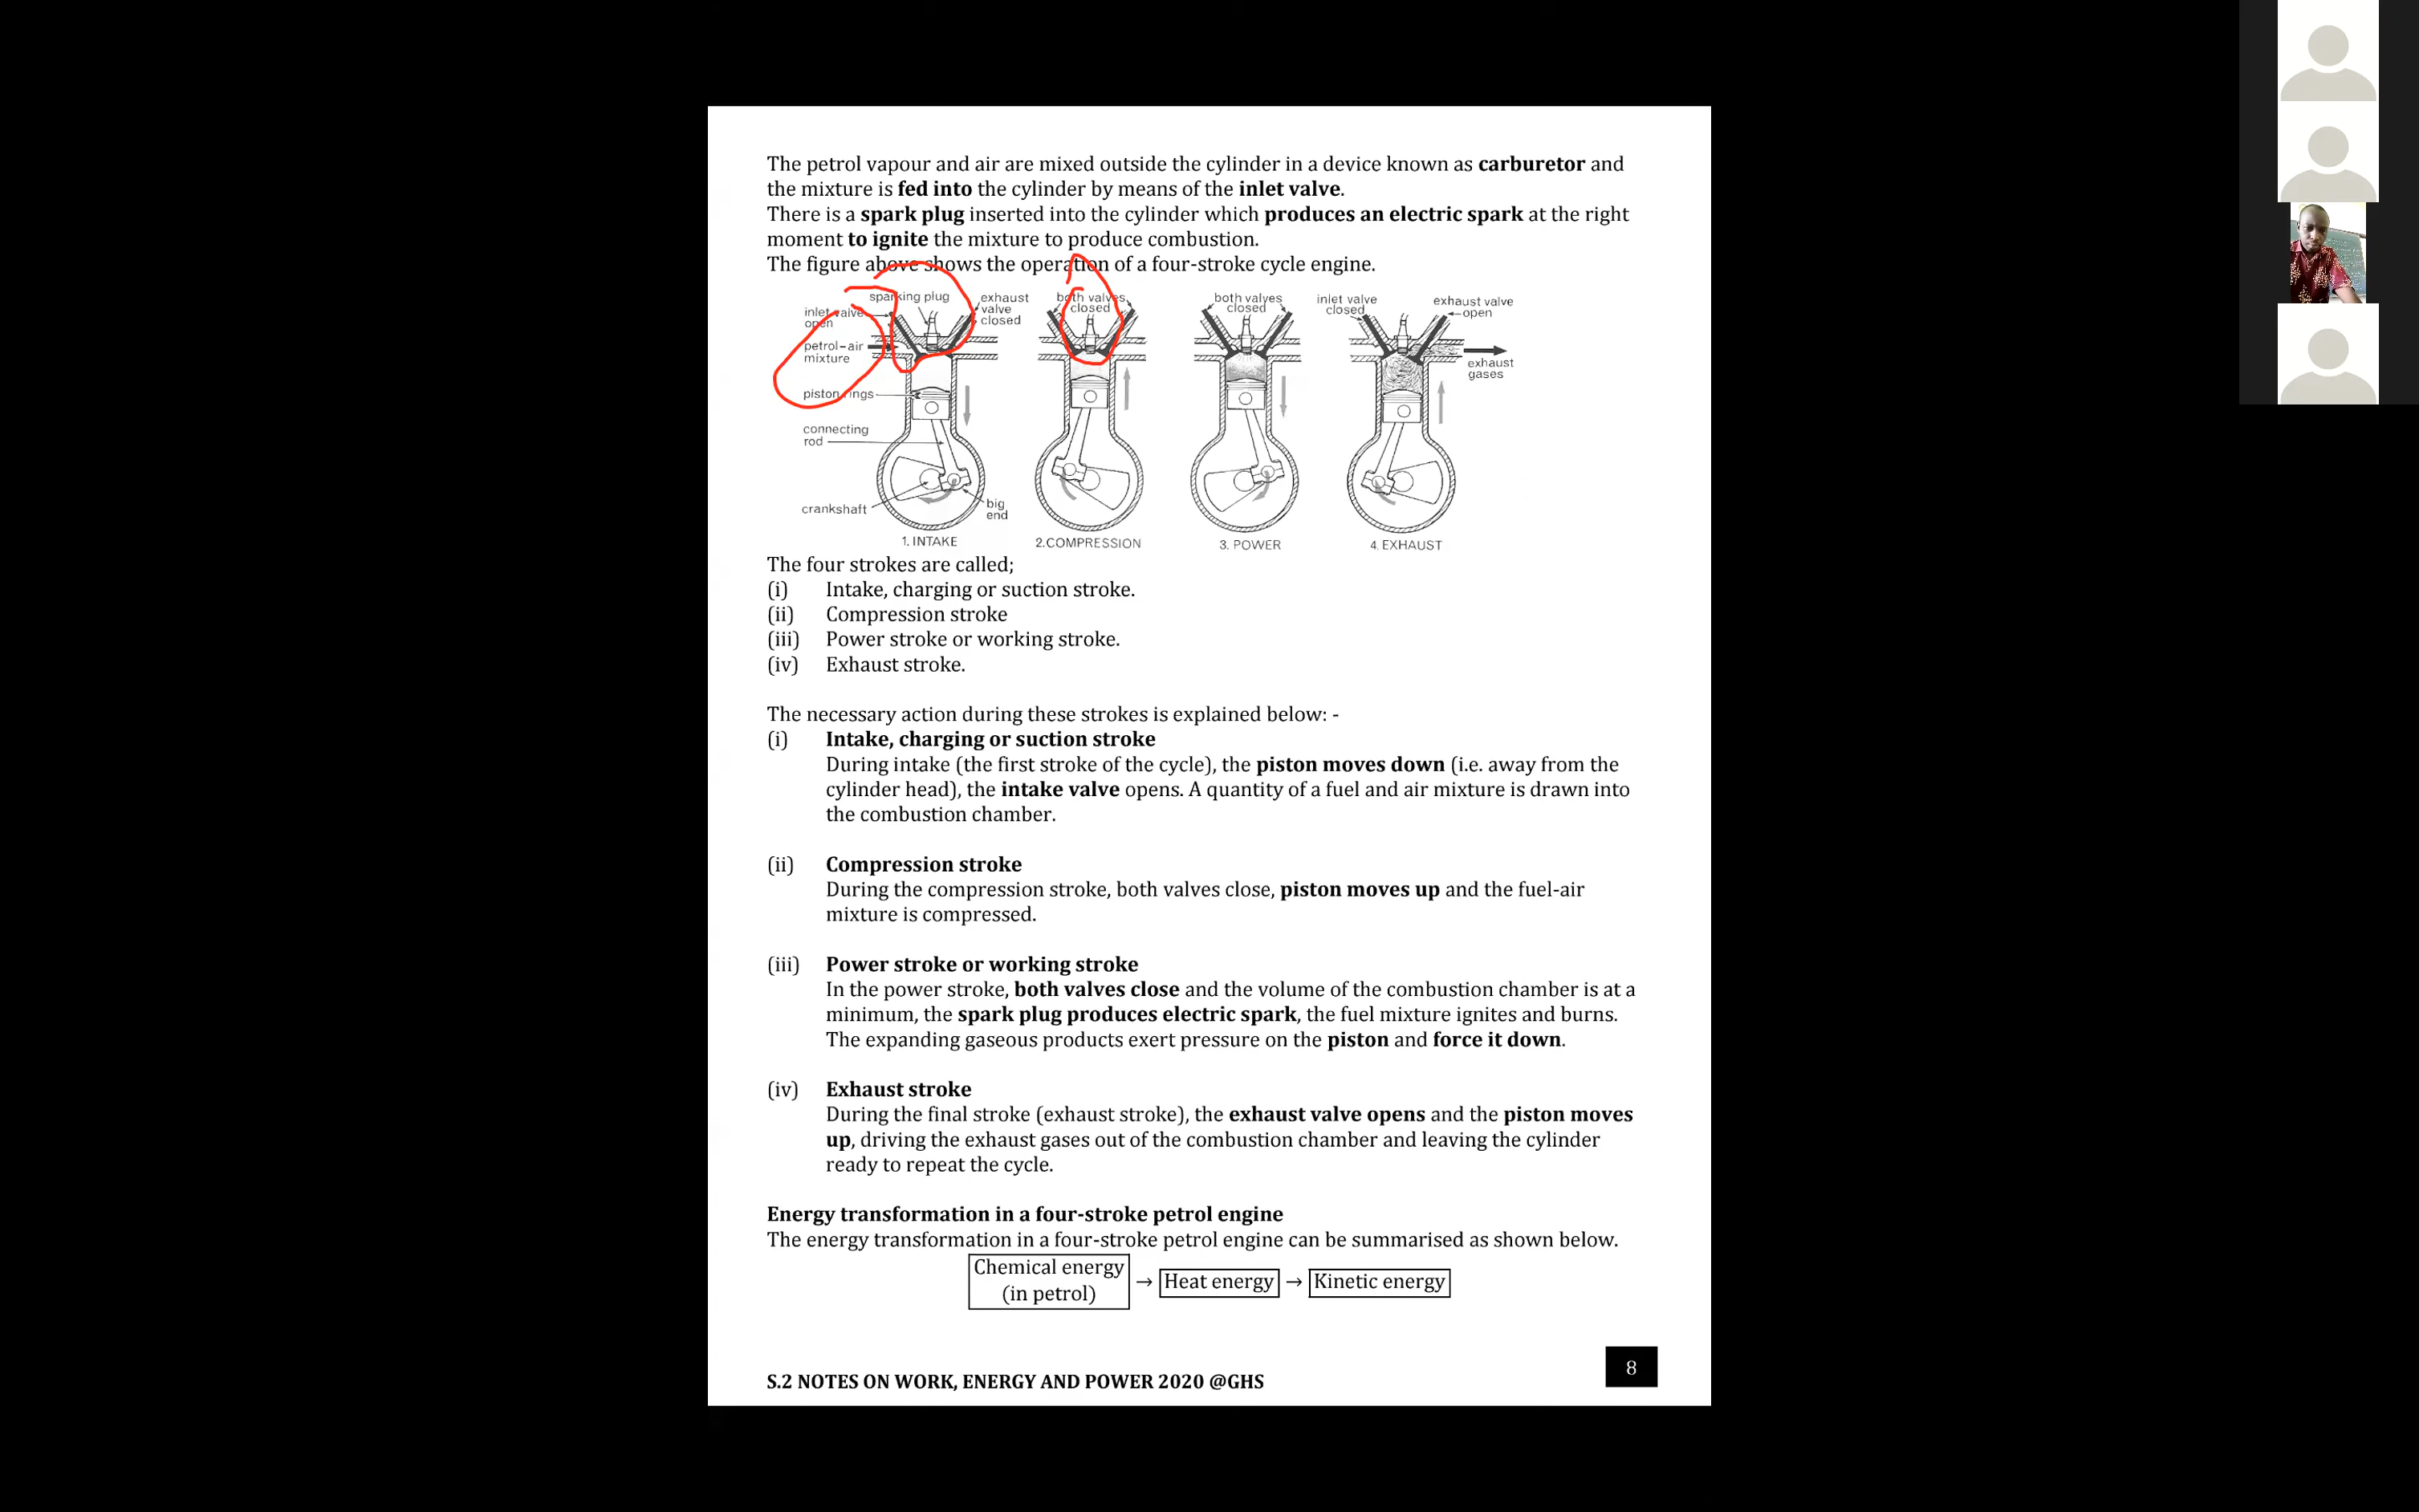 The petrol vapour and air are mixed outside the cylinder in a device known as carburetor and
the mixture is fed into the cylinder by means of the inlet valve.
There is a spark plug inserted into the cylinder which produces an electric spark at the right
moment to ignite the mixture to produce combustion.
The figure above shows the operation of a four-stroke cycle engine.
sparking plug
inlet valve
open
petrol-air
mixture
piston rings
connecting
rod
crankshaft
exhaust
valve
closed
big
end
1. INTAKE
both valves
closed
2.COMPRESSION
both valves
closed
3. POWER
inlet valve
closed
exhaust valve
open
exhaust
gases
4. EXHAUST
The four strokes are called;
(i) Intake, charging or suction stroke.
(ii) Compression stroke
(iii) Power stroke or working stroke.
(iv) Exhaust stroke.
The necessary action during these strokes is explained below: -
(i) Intake, charging or suction stroke
During intake (the first stroke of the cycle), the piston moves down (i.e. away from the
cylinder head), the intake valve opens. A quantity of a fuel and air mixture is drawn into
the combustion chamber.
(ii) Compression stroke
During the compression stroke, both valves close, piston moves up and the fuel-air
mixture is compressed.
(iii) Power stroke or working stroke
In the power stroke, both valves close and the volume of the combustion chamber is at a
minimum, the spark plug produces electric spark, the fuel mixture ignites and burns.
The expanding gaseous products exert pressure on the piston and force it down.
(iv) Exhaust stroke
During the final stroke (exhaust stroke), the exhaust valve opens and the piston moves
up, driving the exhaust gases out of the combustion chamber and leaving the cylinder
ready to repeat the cycle.
Energy transformation in a four-stroke petrol engine
The energy transformation in a four-stroke petrol engine can be summarised as shown below.
Chemical energy
(in petrol)
→ Heat energy → Kinetic energy
8
S.2 NOTES ON WORK, ENERGY AND POWER 2020 @GHS